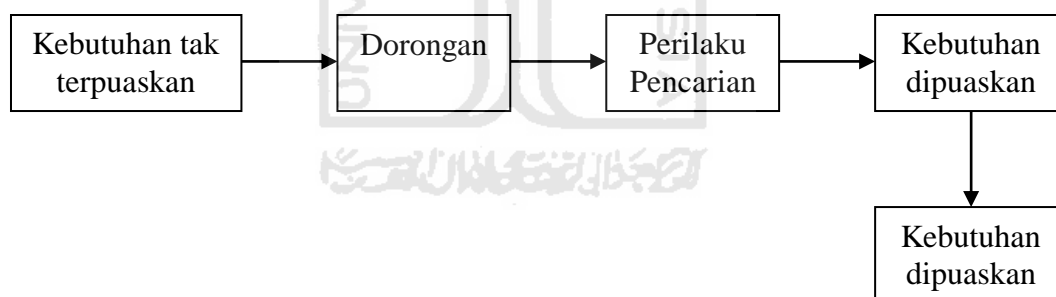 Kebutuhan tak
terpuaskan
Dorongan
Perilaku
Pencarian
Kebutuhan
dipuaskan
Kebutuhan
dipuaskan